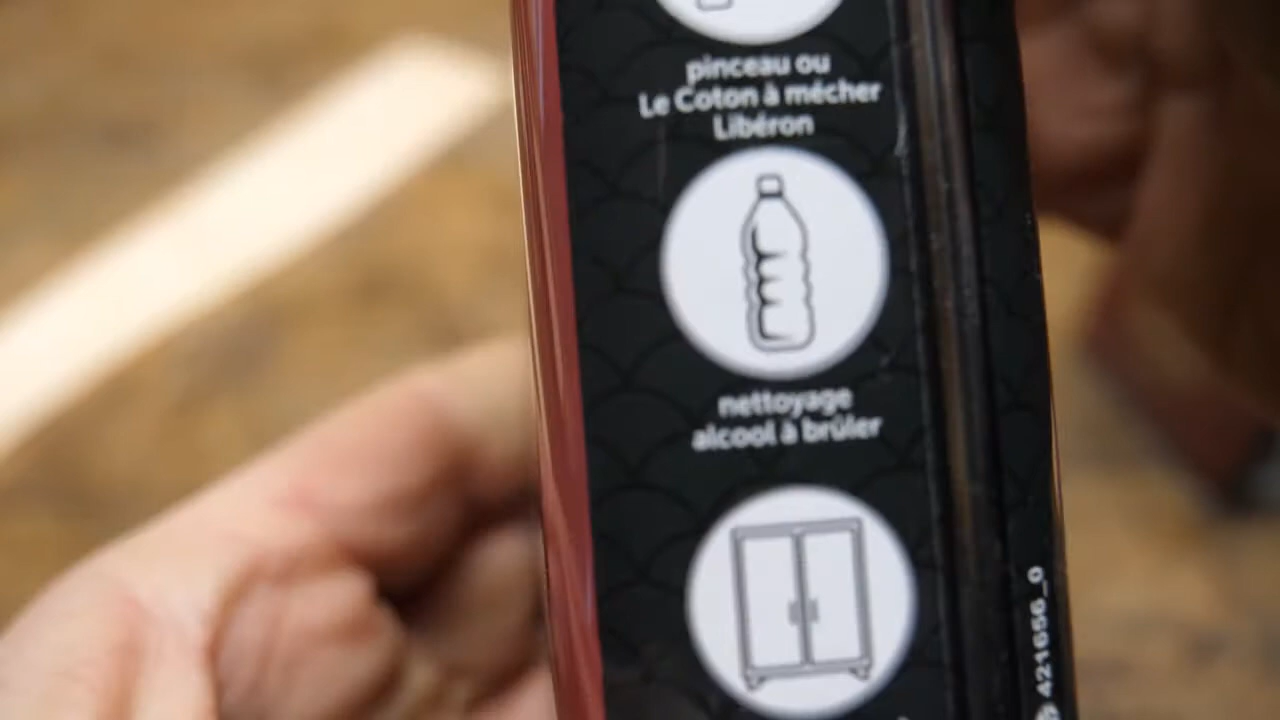 pinceau ou
Le Coton à mécher
Libéron
nettoyage
alcool à brûler
421656_0